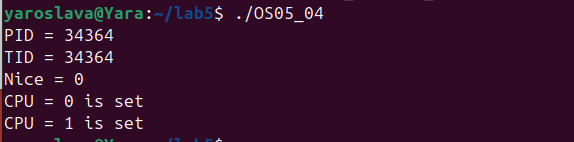 yaroslava@Yara:~/lab5$ ./OS05_04
PID = 34364
TID = 34364
Nice = 0
CPU = 0 is set
CPU = 1 is set